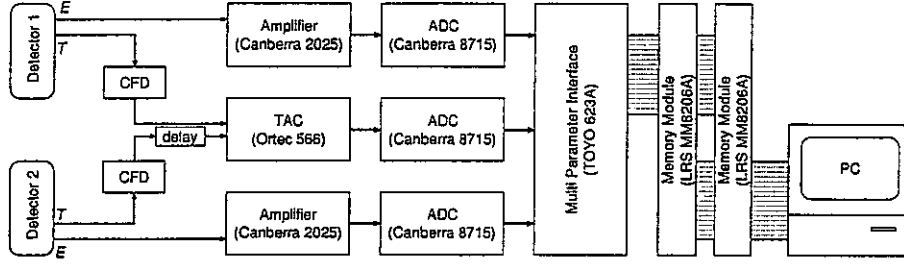 Detector 1
E
T
CFD
Amplifier
(Canberra 2025)
ADC
(Canberra 8715)
TAC
(Ortec 566)
ADC
(Canberra 8715)
delay
CFD
Detector 2
T
E
Amplifier
(Canberra 2025)
ADC
(Canberra 8715)
Multi Parameter Interface
(TOYO 623A)
Memory Module
(LRS MM8206A)
Memory Module
(LRS MM8206A)
PC